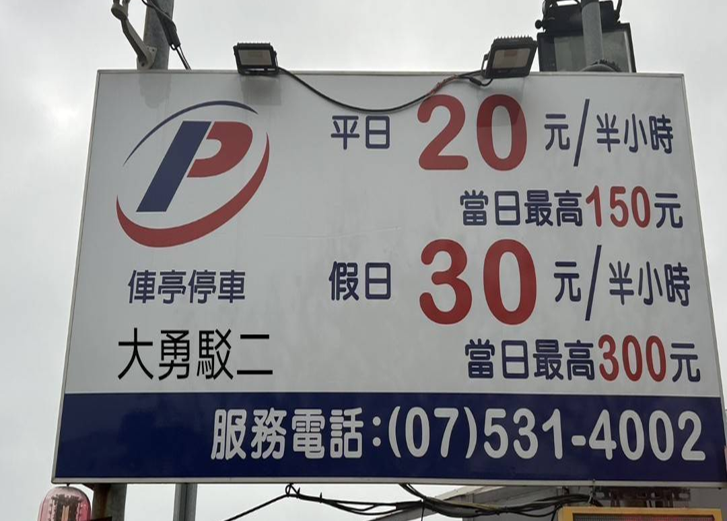 P
平日 20 元/半小時
當日最高150元
俥亭停車
假日 30 元/半小時
大勇駁二
當日最高300元
服務電話:(07)531-4002